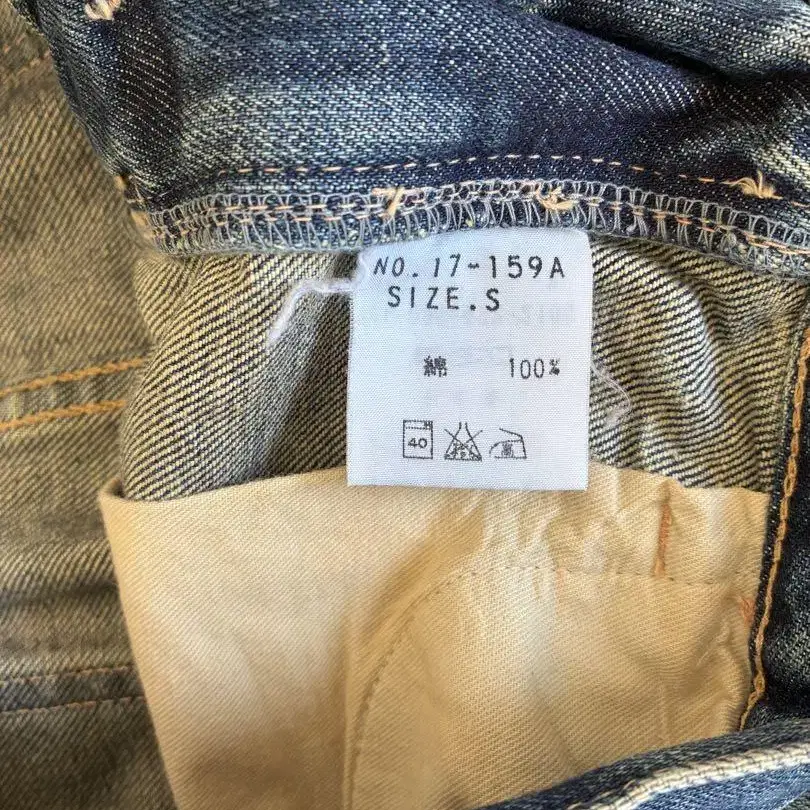 NO.17-159A
SIZE.S
綿 100%
40